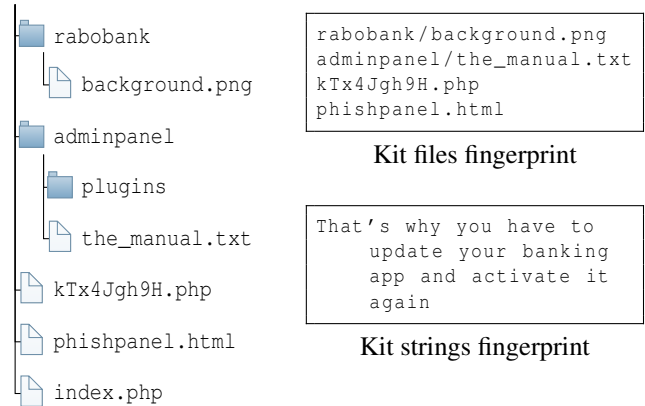 rabobank
background.png
adminpanel
plugins
the_manual.txt
kTx4Jgh9H.php
phishpanel.html
index.php
rabobank/background.png
adminpanel/the_manual.txt
kTx4Jgh9H.php
phishpanel.html
Kit files fingerprint
That's why you have to
update your banking
app and activate it
again
Kit strings fingerprint